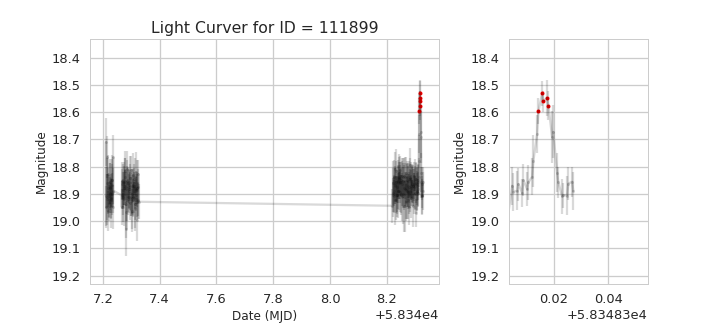 Light Curver for ID = 111899
Magnitude
18.4
18.5
18.6
18.7
18.8
18.9
19.0
19.1
19.2
7.2 7.4 7.6 7.8 8.0 8.2
Date (MJD)
+5.834e4
Magnitude
18.4
18.5
18.6
18.7
18.8
18.9
19.0
19.1
19.2
0.02 0.04
+5.83483e4